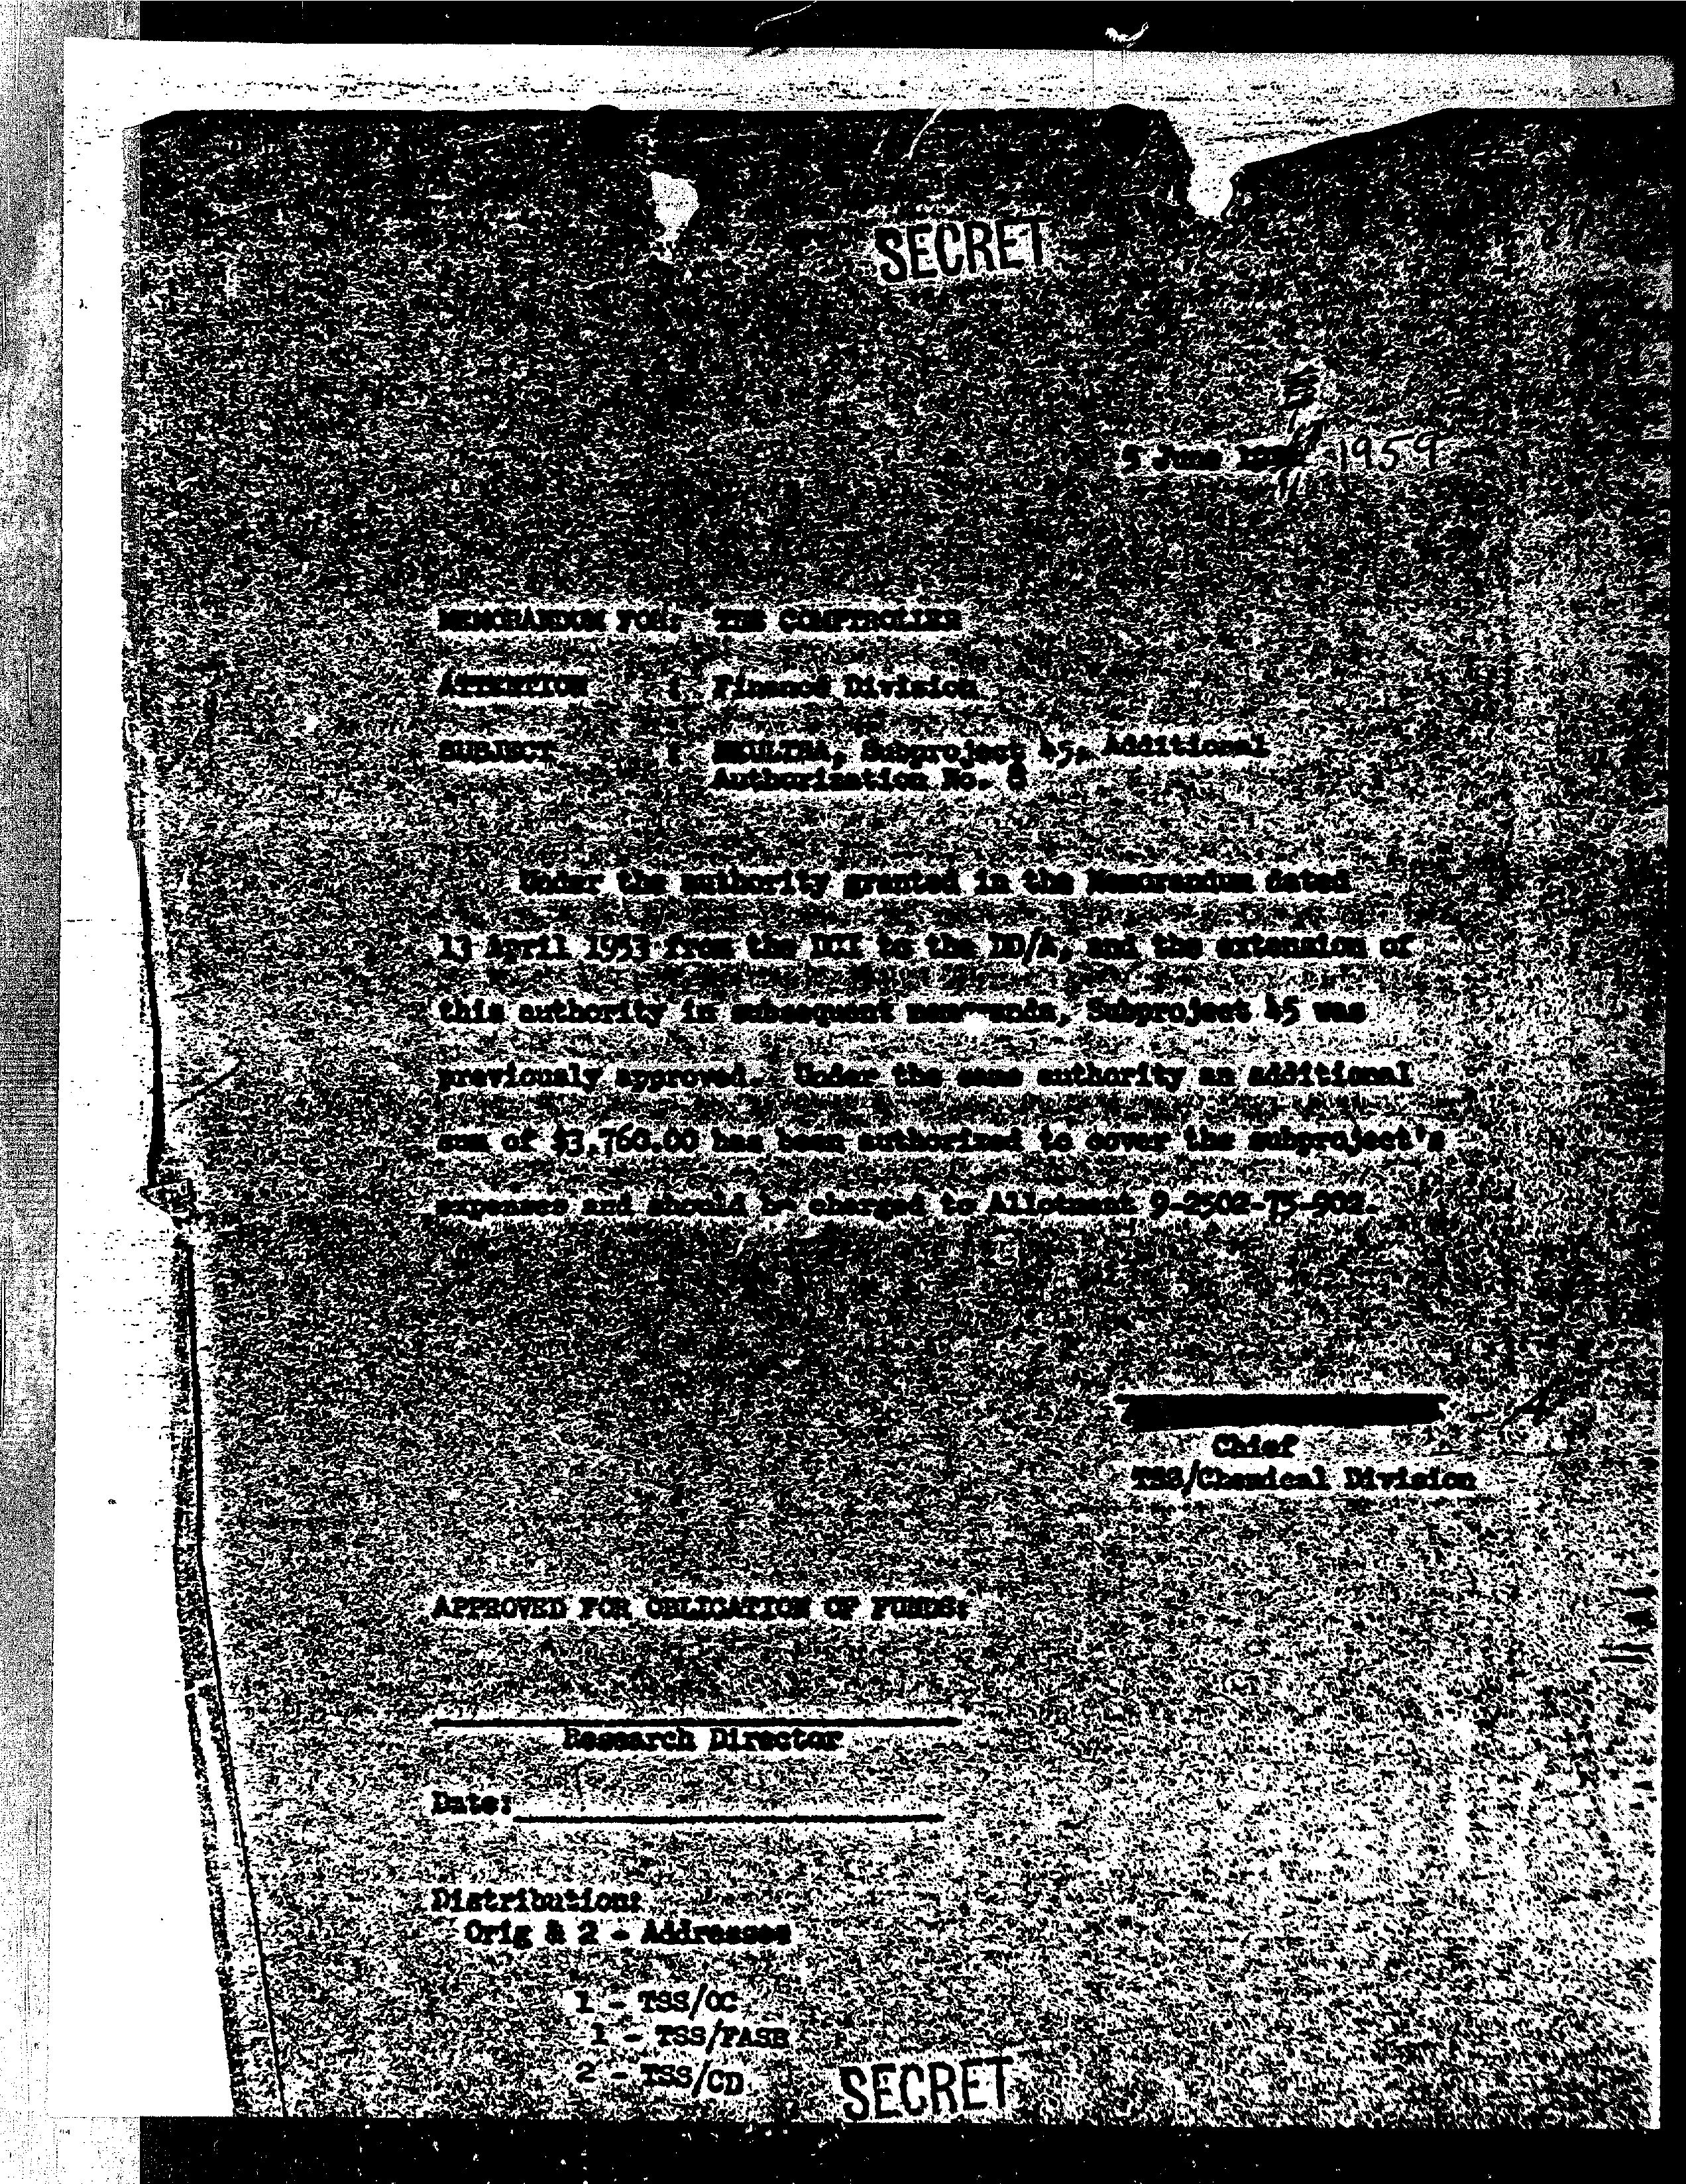 SECRET
5 June 1959
MEMORANDUM FOR: THE COMPTROLLER
ATTENTION : Finance Division
SUBJECT : MKULTRA, Subproject 45, Additional
Authorization No. 8
Under the authority granted in the Memorandum dated
13 April 1953 from the DCI to the DD/A, and the extension of
this authority in subsequent memoranda, Subproject 45 was
previously approved. Under the same authority an additional
sum of $3,760.00 has been authorized to cover the subproject's
expenses and should be charged to Allotment 9-2502-75-902.
Chief
TSS/Chemical Division
APPROVED FOR OBLIGATION OF FUNDS:
Research Director
Date:
Distribution:
Orig & 2 - Addressee
1 - TSS/OC
1 - TSS/FASB
2 - TSS/CD
SECRET